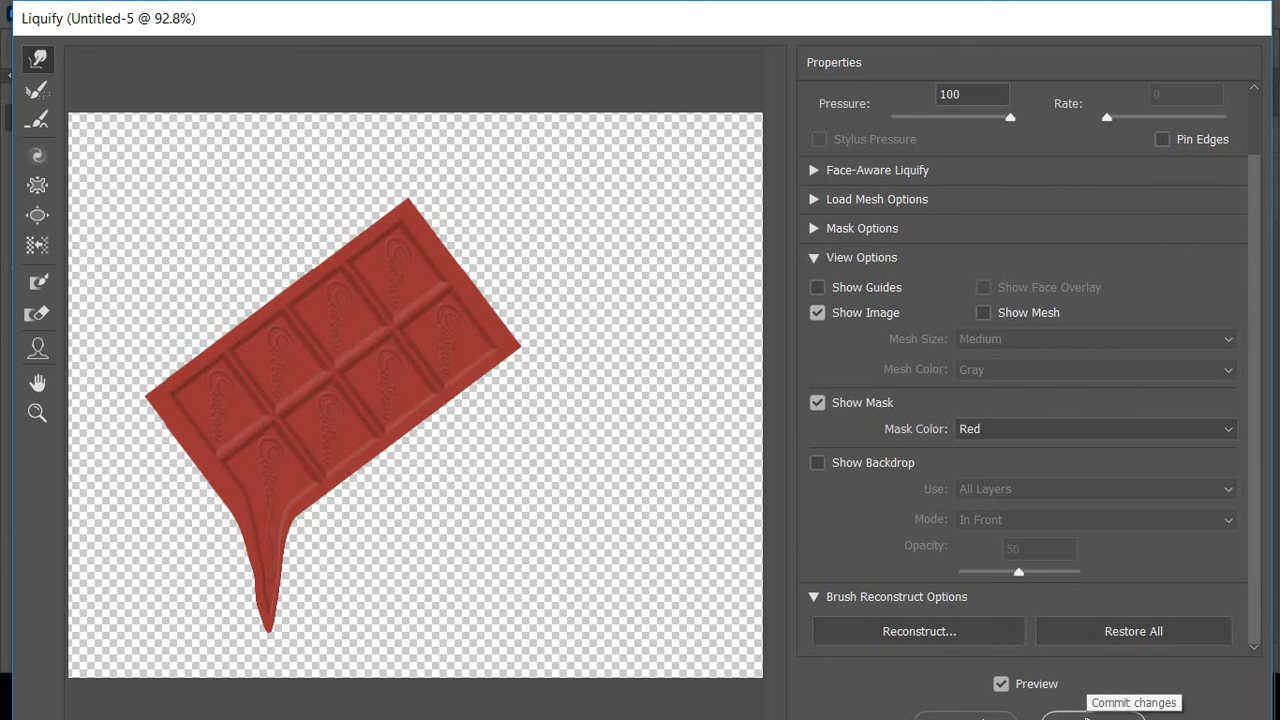 Liquify (Untitled-5 @ 92.8%)
Properties
Pressure: 100 Rate: 0
Stylus Pressure Pin Edges
Face-Aware Liquify
Load Mesh Options
Mask Options
View Options
Show Guides Show Face Overlay
Show Image Show Mesh
Mesh Size: Medium
Mesh Color: Gray
Show Mask
Mask Color: Red
Show Backdrop
Use: All Layers
Mode: In Front
Opacity: 50
Brush Reconstruct Options
Reconstruct... Restore All
Preview
Commit changes